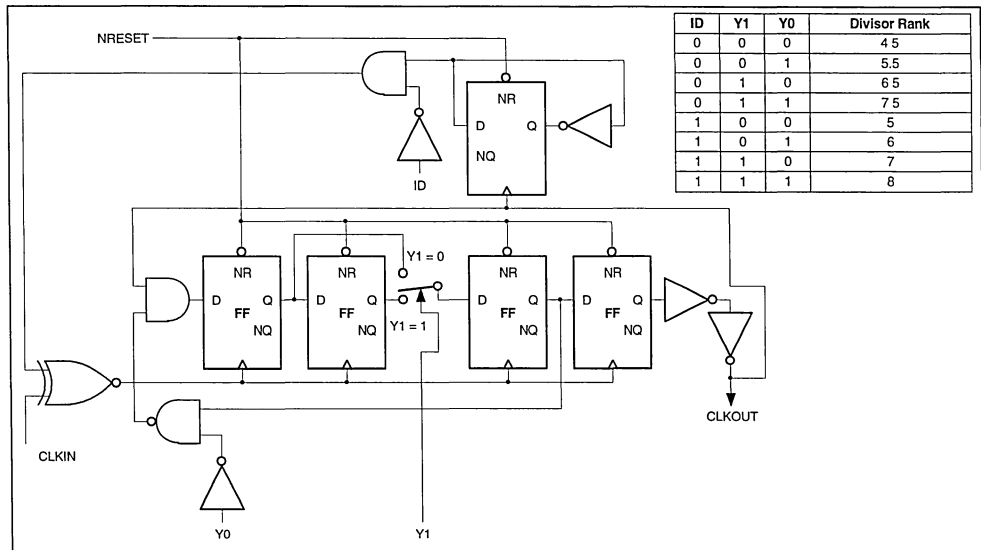 NRESET
ID Y1 Y0 Divisor Rank
0 0 0 4 5
0 0 1 5.5
0 1 0 6 5
0 1 1 7 5
1 0 0 5
1 0 1 6
1 1 0 7
1 1 1 8
NR
D Q
NQ
ID
Y1 = 0
NR NR NR NR
D Q D Q D Q D Q
FF FF FF FF
NQ NQ NQ NQ
Y1 = 1
CLKOUT
CLKIN
Y0 Y1